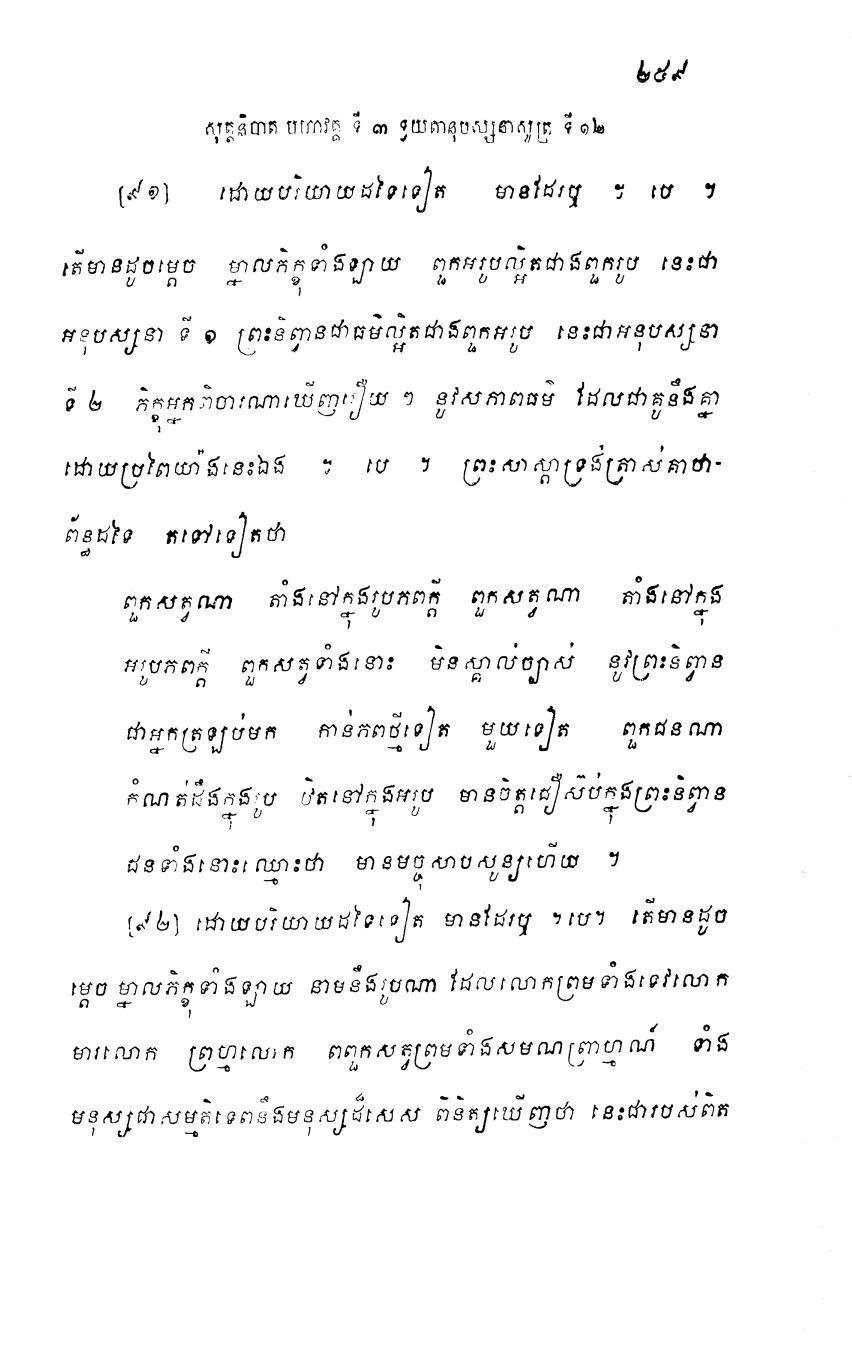 ២៥៩
សុត្តនិបាត មហាវគ្គ ទី ៣ ទ្វយតានុបស្សនាសូត្រ ទី ១២
[៩១] ដោយបរិយាយដទៃទៀត មានដែរឬ ។ បេ ។
តើមានដូចម្តេច ម្នាលភិក្ខុទាំងឡាយ ពួកអរូបល្អិតជាងពួករូប នេះជា
អនុបស្សនា ទី ១ ព្រះនិព្វានជាធម៌ល្អិតជាងពួកអរូប នេះជាអនុបស្សនា
ទី ២ ភិក្ខុអ្នកពិចារណាឃើញរឿយ ៗ នូវសភាពធម៌ ដែលជាគូនឹងគ្នា
ដោយប្រពៃយ៉ាងនេះឯង ។ បេ ។ ព្រះសាស្តាទ្រង់ត្រាស់គាថា-
ព័ន្ធដទៃ តទៅទៀតថា
ពួកសត្វណា តាំងនៅក្នុងរូបភពក្តី ពួកសត្វណា តាំងនៅក្នុង
អរូបភពក្តី ពួកសត្វទាំងនោះ មិនស្គាល់ច្បាស់ នូវព្រះនិព្វាន
ជាអ្នកត្រឡប់មក កាន់ភពថ្មីទៀត មួយទៀត ពួកជនណា
កំណត់ដឹងក្នុងរូប ឋិតនៅក្នុងអរូប មានចិត្តជឿស៊ប់ក្នុងព្រះនិព្វាន
ជនទាំងនោះឈ្មោះថា មានមច្ចុសាបសូន្យហើយ ។
[៩២] ដោយបរិយាយដទៃទៀត មានដែរឬ ។ បេ ។ តើមានដូច
ម្តេច ម្នាលភិក្ខុទាំងឡាយ នាមនឹងរូបណា ដែលលោកព្រមទាំងទេវលោក
មារលោក ព្រហ្មលោក ពពួកសត្វព្រមទាំងសមណព្រាហ្មណ៍ ទាំង
មនុស្សជាសម្មតិទេពនឹងមនុស្សដ៏សេស ពិនិត្យឃើញថា នេះជារបស់ពិត